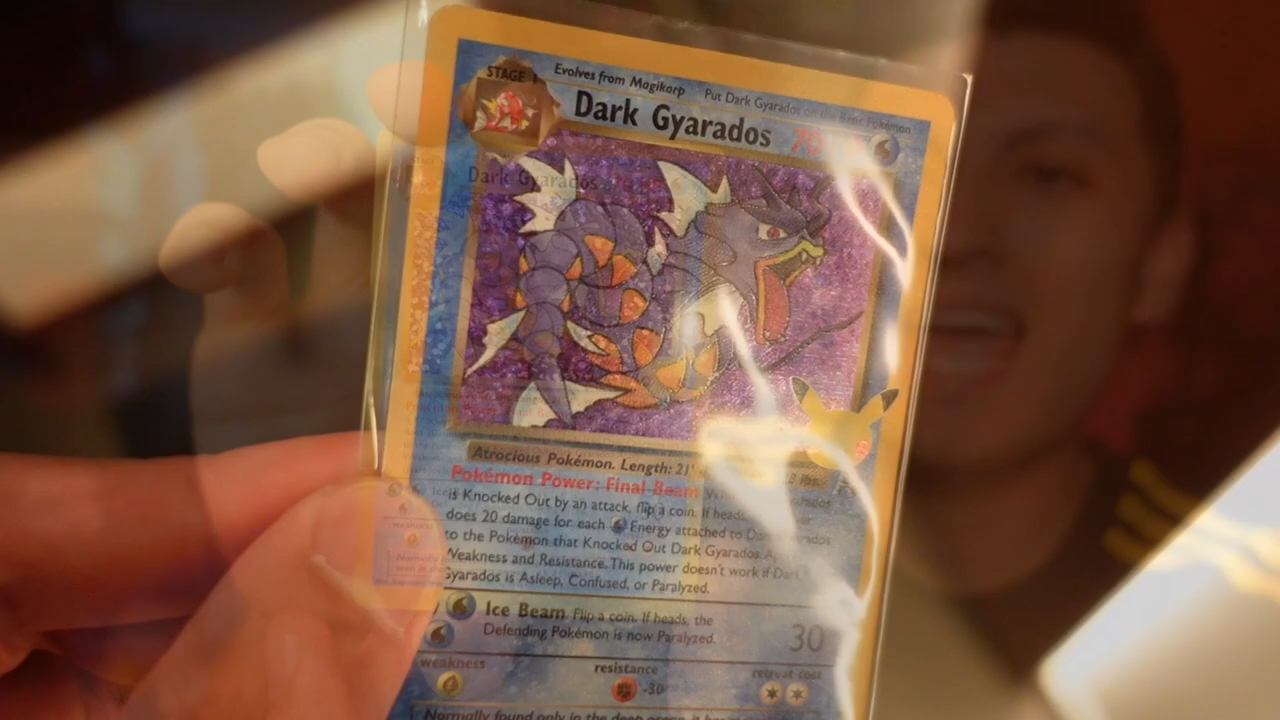 STAGE 1
Evolves from Magikarp
Put Dark Gyarados on the Basic Pokémon
Dark Gyarados 70
Dark Gyarados
Atrocious Pokémon. Length: 21'
Pokémon Power: Final Beam
is Knocked Out by an attack, flip a coin. If heads,
does 20 damage for each Energy attached to Dark Gyarados
to the Pokémon that Knocked Out Dark Gyarados.
Weakness and Resistance. This power doesn't work if Dark
Gyarados is Asleep, Confused, or Paralyzed.
Ice Beam Flip a coin. If heads, the
Defending Pokémon is now Paralyzed.
30
weakness
resistance
retreat cost
-30
Normally found only in the deep ocean,